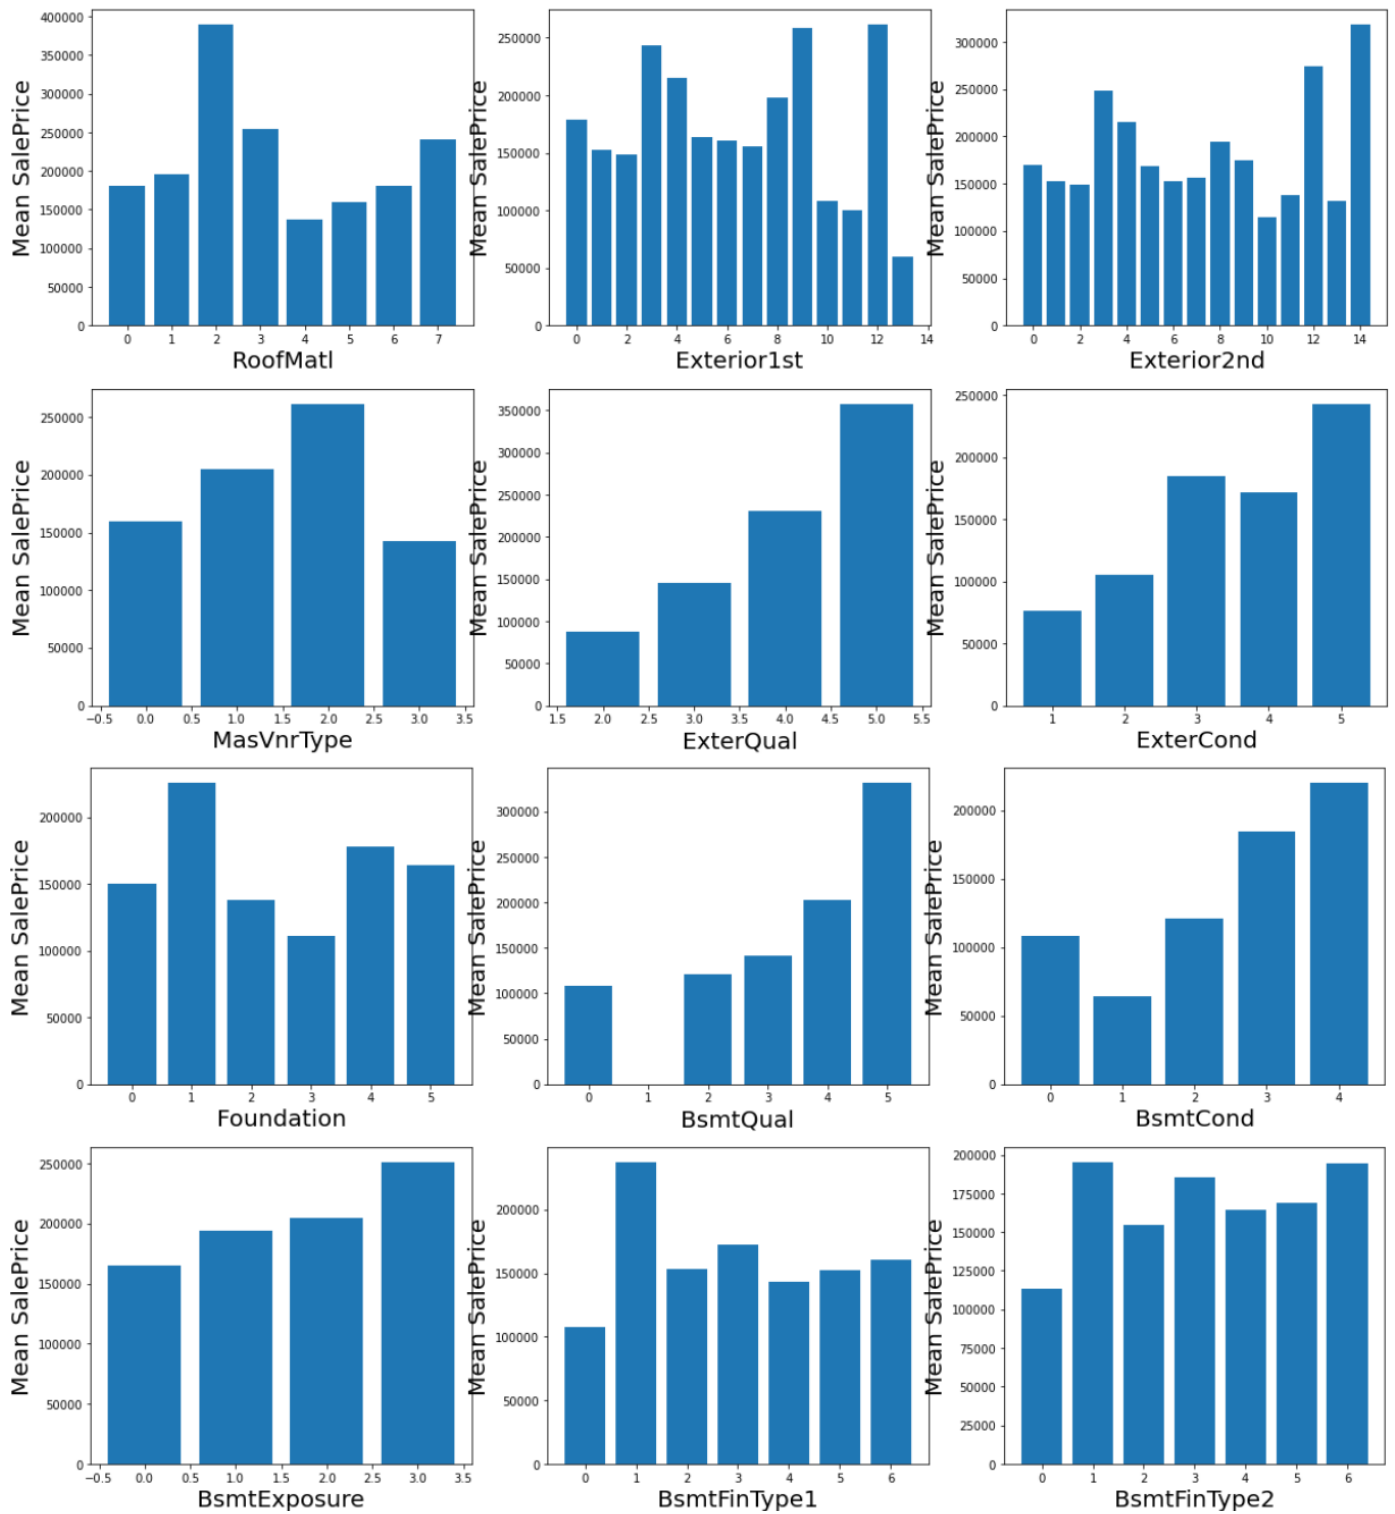 400000
350000
300000
250000
200000
150000
100000
50000
0
Mean SalePrice
0 1 2 3 4 5 6 7
RoofMatl
250000
200000
150000
100000
50000
0
Mean SalePrice
0 2 4 6 8 10 12 14
Exterior1st
300000
250000
200000
150000
100000
50000
0
Mean SalePrice
0 2 4 6 8 10 12 14
Exterior2nd
250000
200000
150000
100000
50000
0
Mean SalePrice
−0.5 0.0 0.5 1.0 1.5 2.0 2.5 3.0 3.5
MasVnrType
350000
300000
250000
200000
150000
100000
50000
0
Mean SalePrice
1.5 2.0 2.5 3.0 3.5 4.0 4.5 5.0 5.5
ExterQual
250000
200000
150000
100000
50000
0
Mean SalePrice
1 2 3 4 5
ExterCond
200000
150000
100000
50000
0
Mean SalePrice
0 1 2 3 4 5
Foundation
300000
250000
200000
150000
100000
50000
0
Mean SalePrice
0 1 2 3 4 5
BsmtQual
200000
150000
100000
50000
0
Mean SalePrice
0 1 2 3 4
BsmtCond
250000
200000
150000
100000
50000
0
Mean SalePrice
−0.5 0.0 0.5 1.0 1.5 2.0 2.5 3.0 3.5
BsmtExposure
200000
150000
100000
50000
0
Mean SalePrice
0 1 2 3 4 5 6
BsmtFinType1
200000
175000
150000
125000
100000
75000
50000
25000
0
Mean SalePrice
0 1 2 3 4 5 6
BsmtFinType2